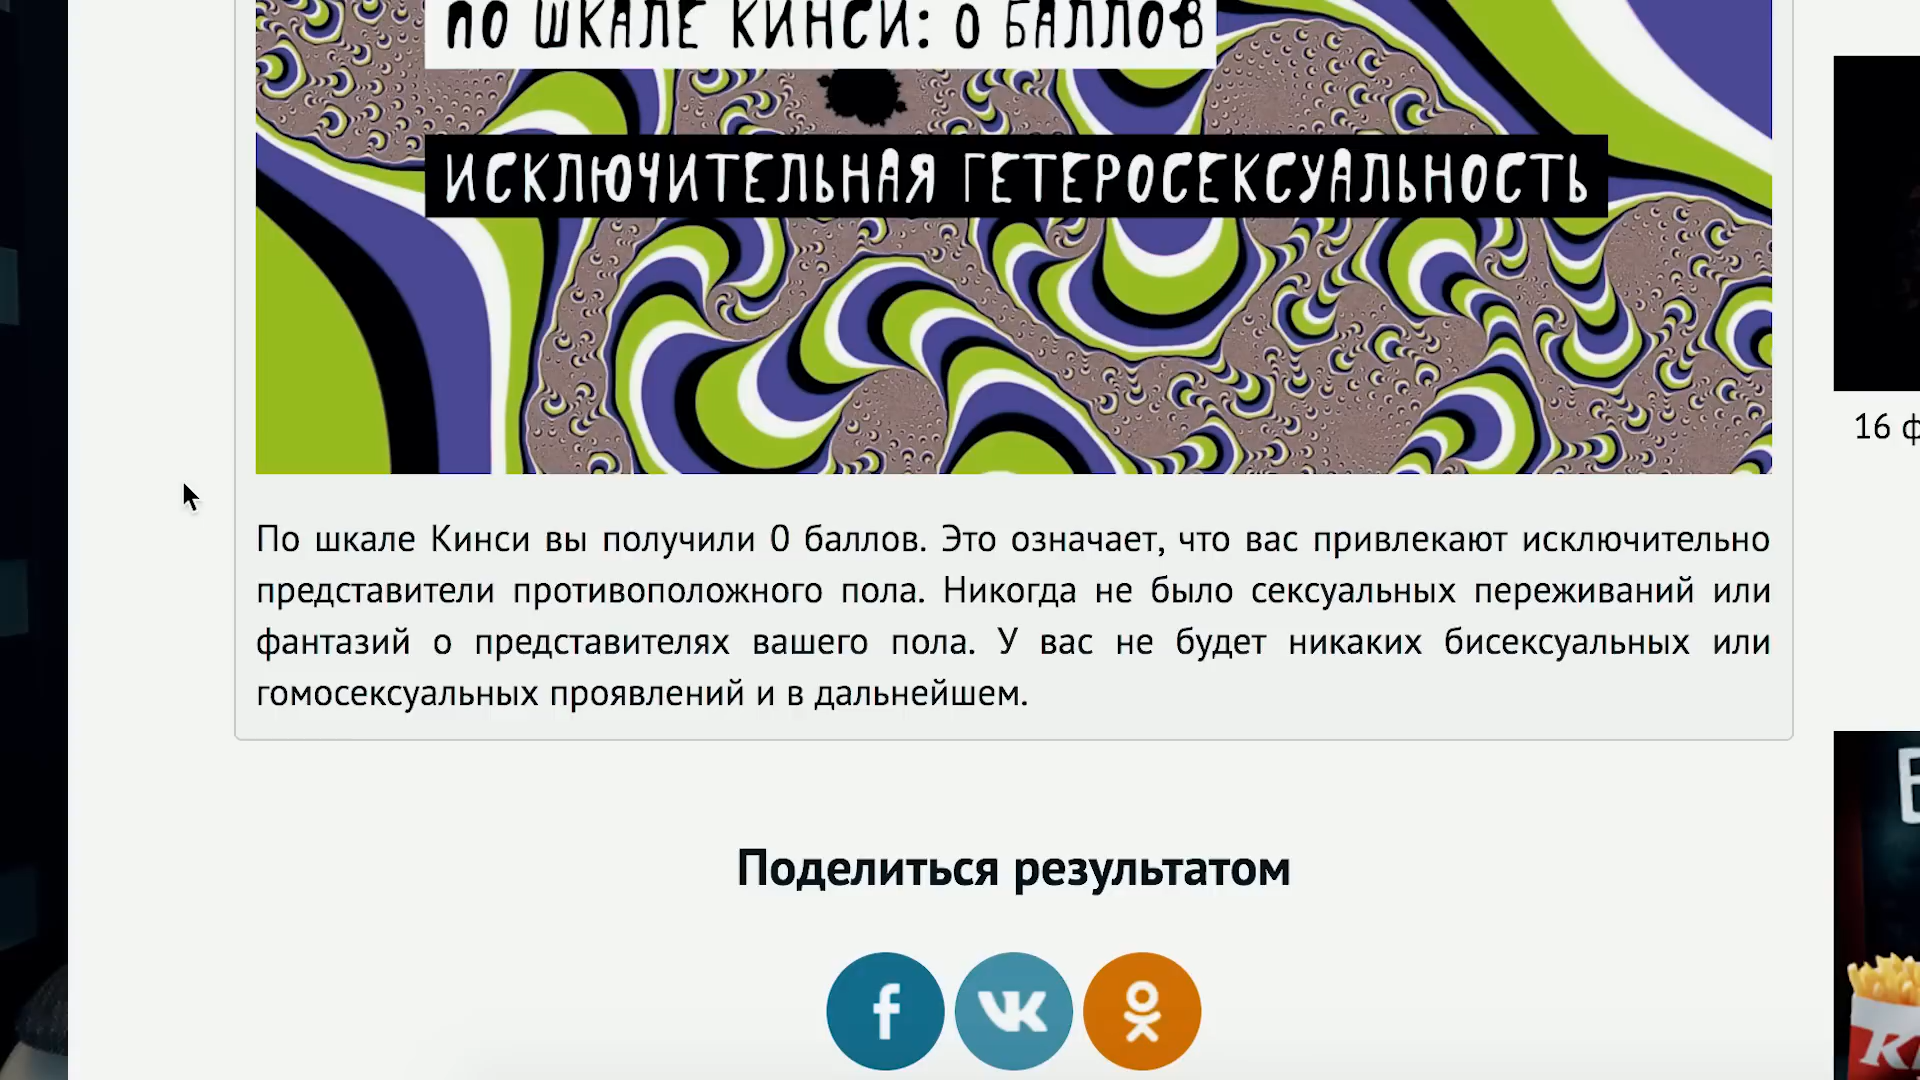 ПО ШКАЛЕ КИНСИ: 0 БАЛЛОВ
ИСКЛЮЧИТЕЛЬНАЯ ГЕТЕРОСЕКСУАЛЬНОСТЬ
16 ф
По шкале Кинси вы получили 0 баллов. Это означает, что вас привлекают исключительно
представители противоположного пола. Никогда не было сексуальных переживаний или
фантазий о представителях вашего пола. У вас не будет никаких бисексуальных или
гомосексуальных проявлений и в дальнейшем.
Поделиться результатом